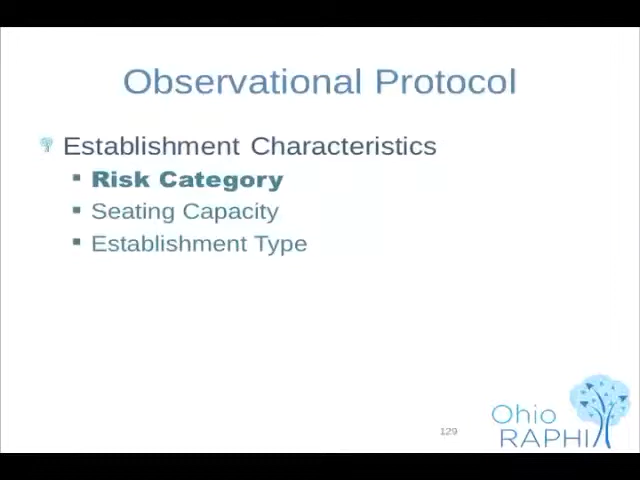 Observational Protocol
Establishment Characteristics
Risk Category
Seating Capacity
Establishment Type
129
Ohio
RAPHI